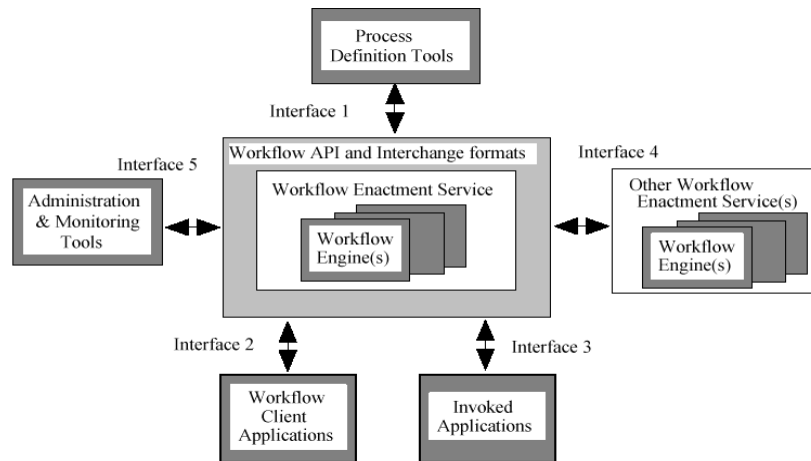 Process
Definition Tools
Interface 1
Workflow API and Interchange formats
Interface 5
Interface 4
Workflow Enactment Service
Workflow
Engine(s)
Administration
& Monitoring
Tools
Other Workflow
Enactment Service(s)
Workflow
Engine(s)
Interface 2
Interface 3
Workflow
Client
Applications
Invoked
Applications